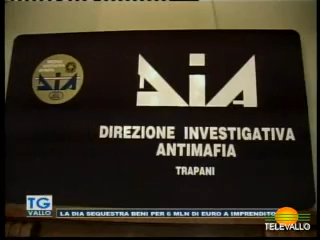 DIA
DIREZIONE INVESTIGATIVA
ANTIMAFIA
TRAPANI
TG
VALLO
LA DIA SEQUESTRA BENI PER 6 MLN DI EURO A IMPRENDITO
TELEVALLO